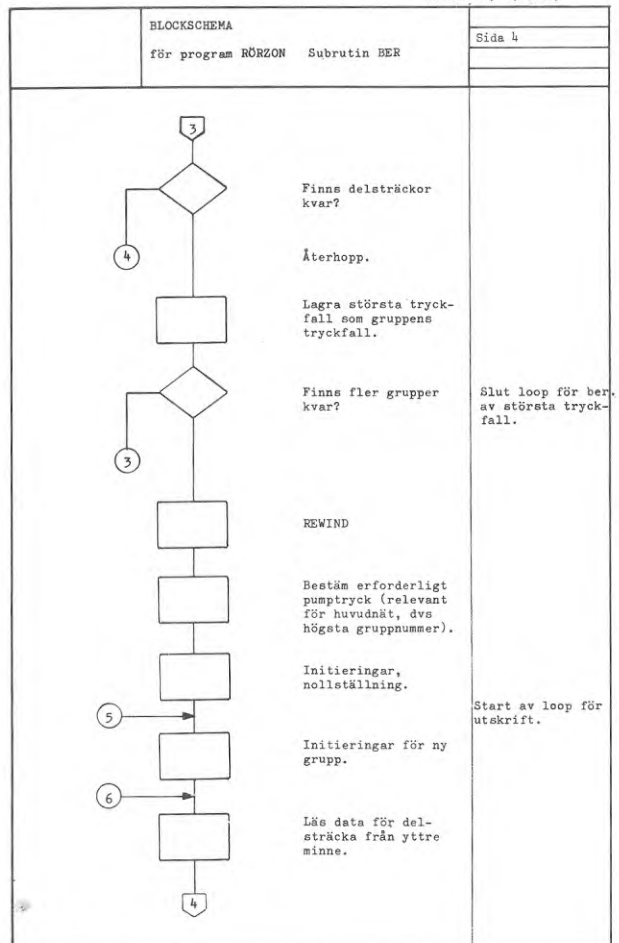 BLOCKSCHEMA
för program RÖRZON Subrutin BER
Sida 4
3
Finns delsträckor
kvar?
4
Återhopp.
Lagra största tryck-
fall som gruppens
tryckfall.
Finns fler grupper
kvar?
Slut loop för ber.
av största tryck-
fall.
3
REWIND
Bestäm erforderligt
pumptryck (relevant
för huvudnät, dvs
högsta gruppnummer).
Initieringar,
nollställning.
5
Start av loop för
utskrift.
Initieringar för ny
grupp.
6
Läs data för del-
sträcka från yttre
minne.
4